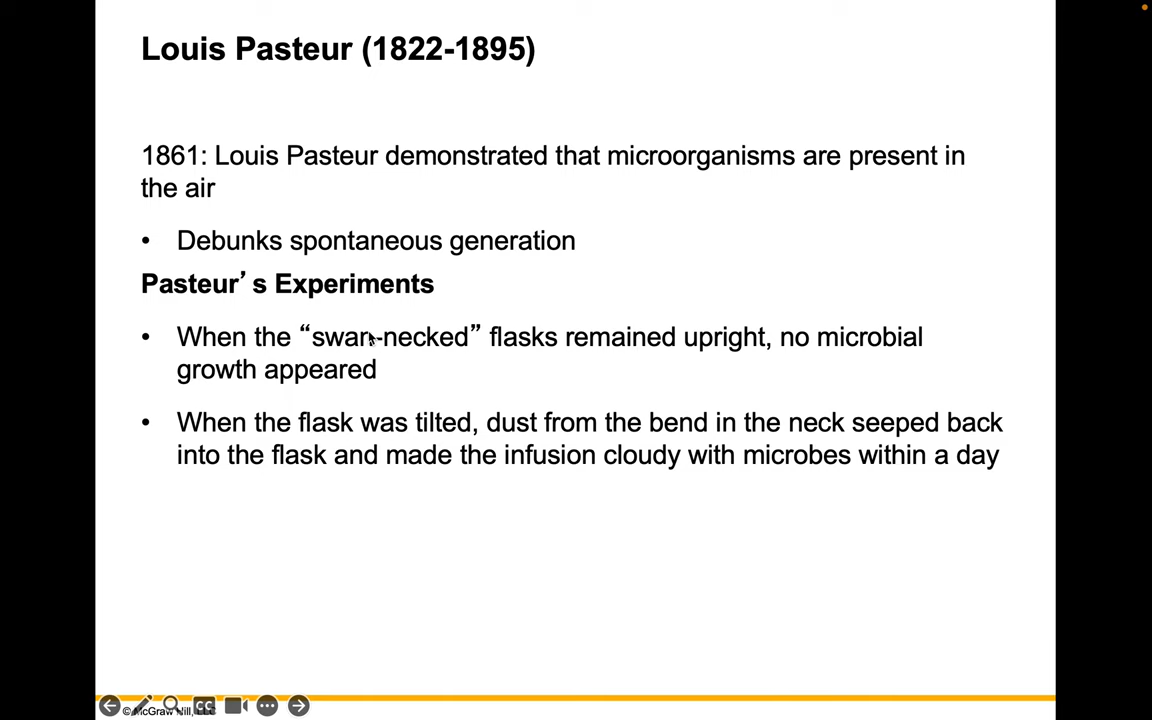 Louis Pasteur (1822-1895)
1861: Louis Pasteur demonstrated that microorganisms are present in
the air
• Debunks spontaneous generation
Pasteur’s Experiments
• When the “swan-necked” flasks remained upright, no microbial
growth appeared
• When the flask was tilted, dust from the bend in the neck seeped back
into the flask and made the infusion cloudy with microbes within a day
CC
© McGraw Hill, LLC